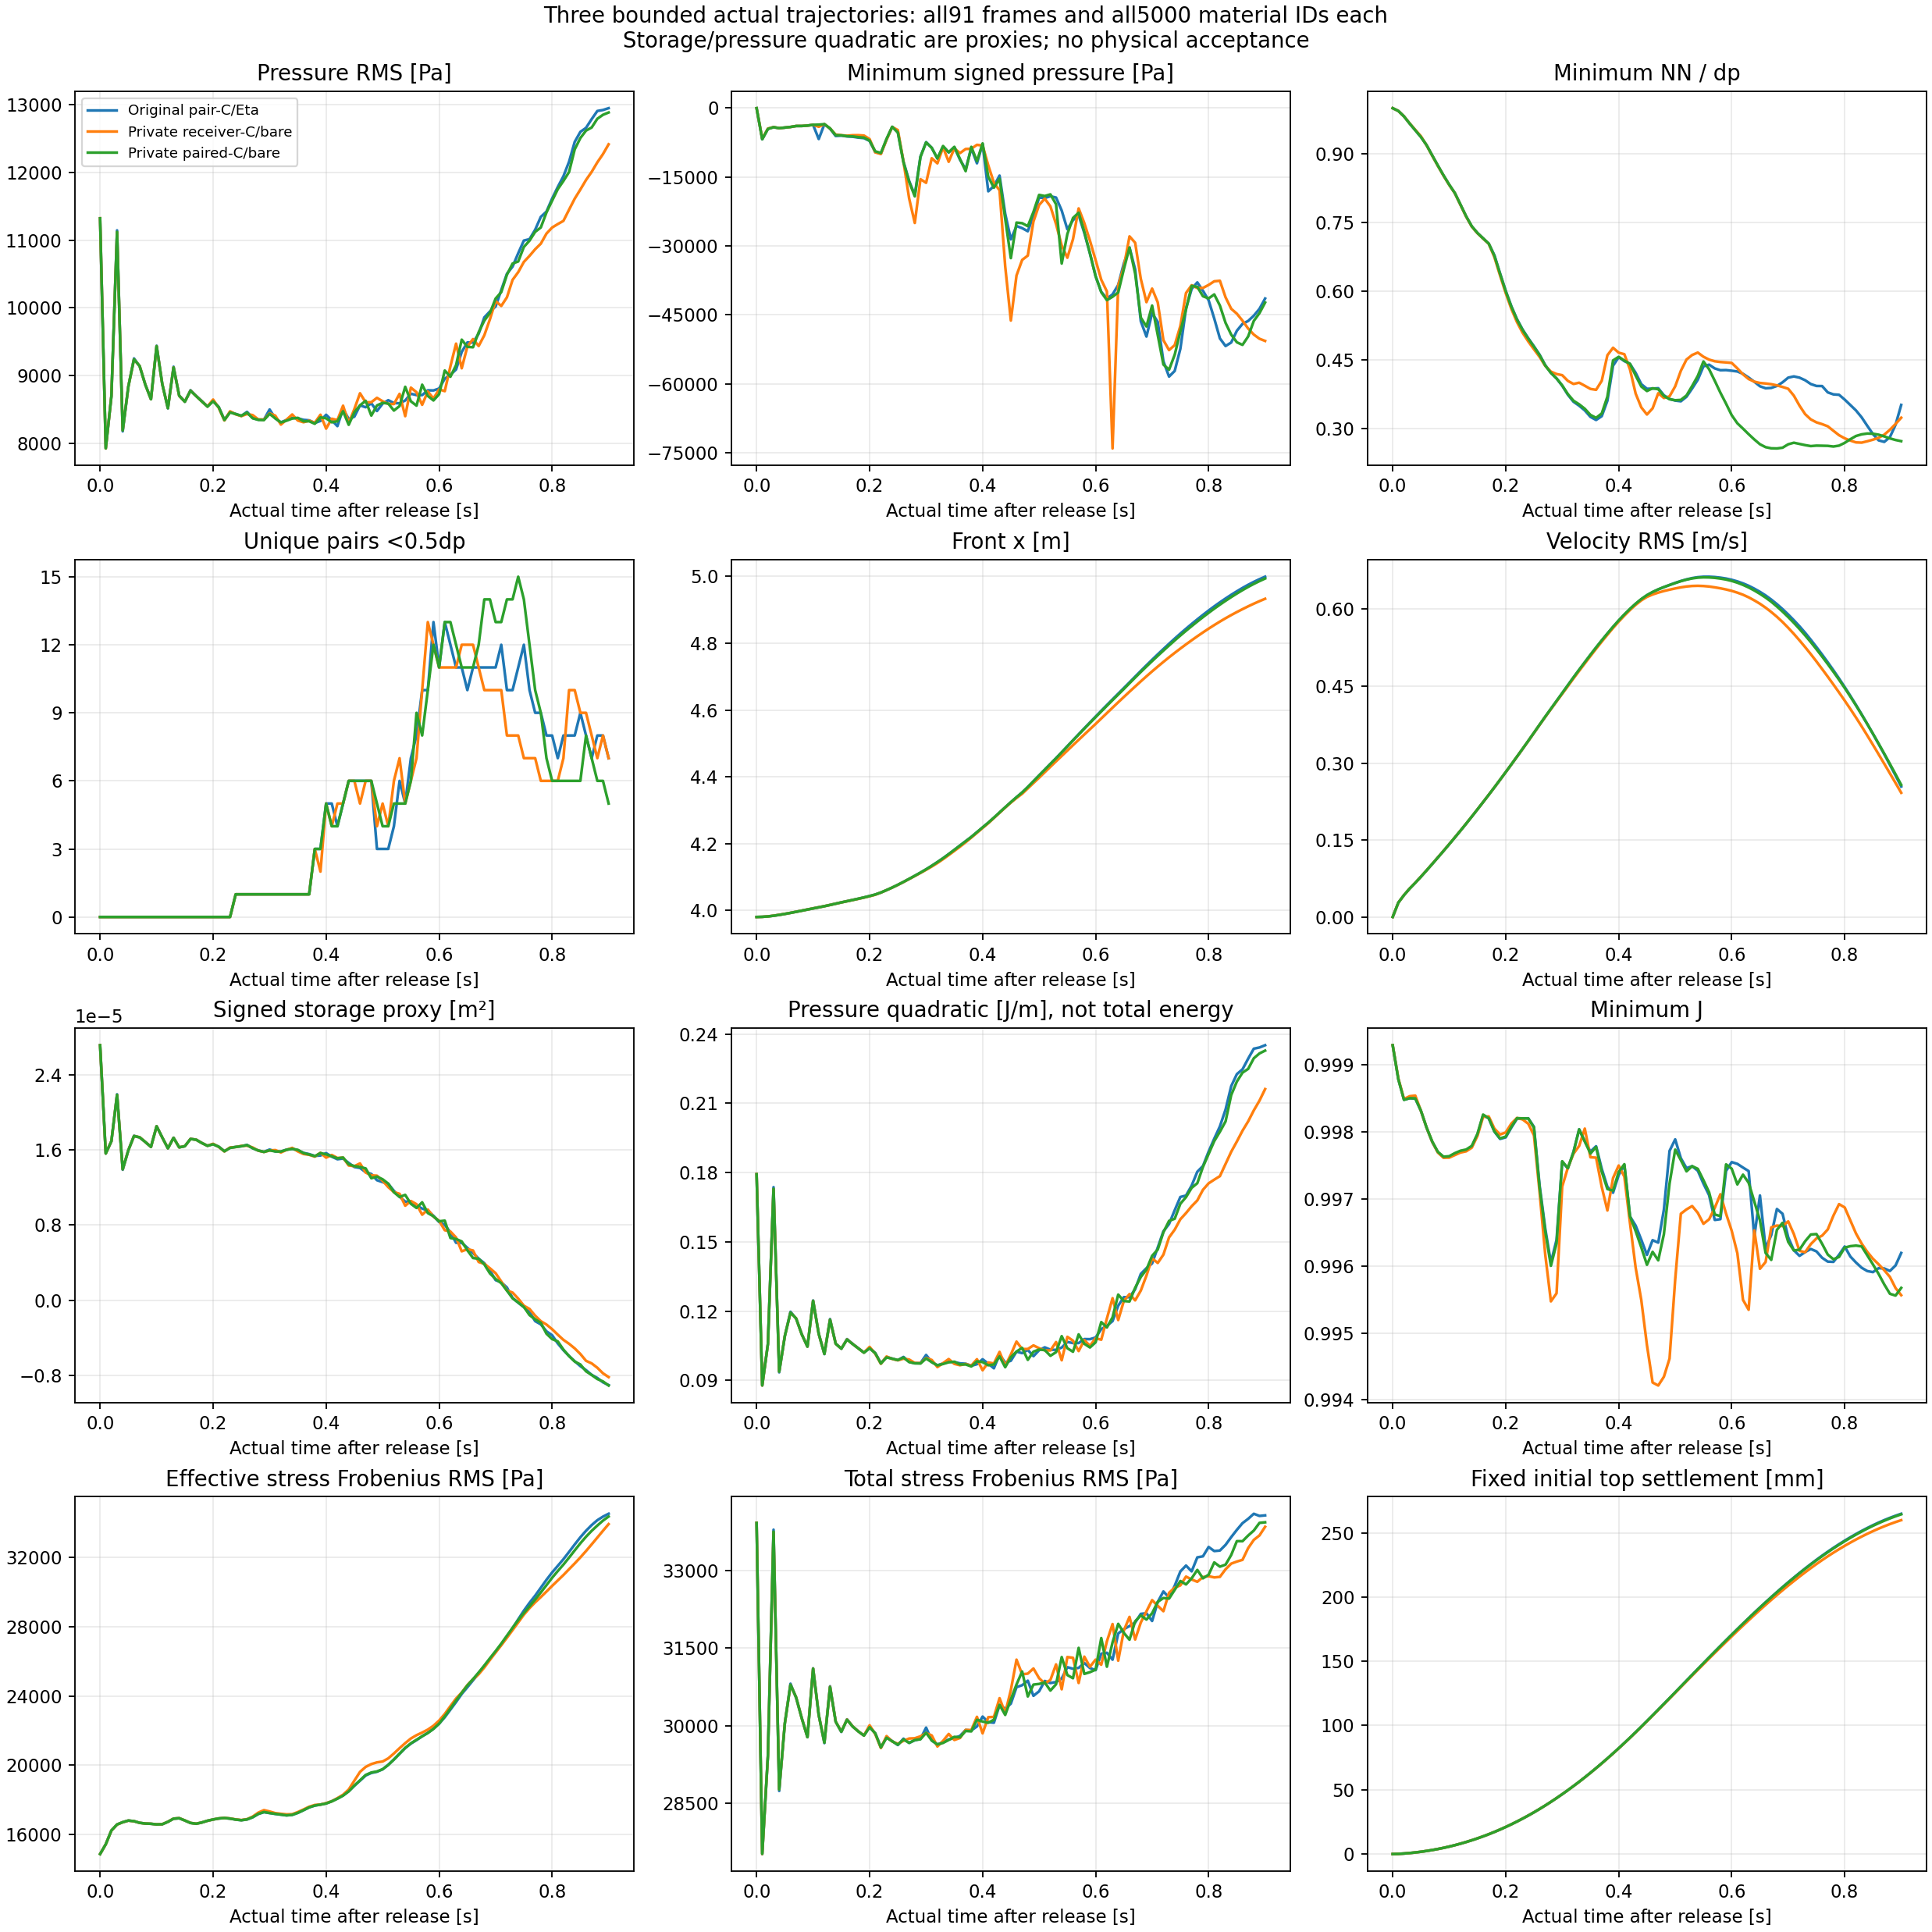 Three bounded actual trajectories: all91 frames and all5000 material IDs each
Storage/pressure quadratic are proxies; no physical acceptance
Pressure RMS [Pa]
13000
12000
11000
10000
9000
8000
Original pair-C/Eta
Private receiver-C/bare
Private paired-C/bare
0.0 0.2 0.4 0.6 0.8
Actual time after release [s]
Minimum signed pressure [Pa]
0
−15000
−30000
−45000
−60000
−75000
0.0 0.2 0.4 0.6 0.8
Actual time after release [s]
Minimum NN / dp
0.90
0.75
0.60
0.45
0.30
0.0 0.2 0.4 0.6 0.8
Actual time after release [s]
Unique pairs <0.5dp
15
12
9
6
3
0
0.0 0.2 0.4 0.6 0.8
Actual time after release [s]
Front x [m]
5.0
4.8
4.6
4.4
4.2
4.0
0.0 0.2 0.4 0.6 0.8
Actual time after release [s]
Velocity RMS [m/s]
0.60
0.45
0.30
0.15
0.00
0.0 0.2 0.4 0.6 0.8
Actual time after release [s]
Signed storage proxy [m²]
1e−5
2.4
1.6
0.8
0.0
−0.8
0.0 0.2 0.4 0.6 0.8
Actual time after release [s]
Pressure quadratic [J/m], not total energy
0.24
0.21
0.18
0.15
0.12
0.09
0.0 0.2 0.4 0.6 0.8
Actual time after release [s]
Minimum J
0.999
0.998
0.997
0.996
0.995
0.994
0.0 0.2 0.4 0.6 0.8
Actual time after release [s]
Effective stress Frobenius RMS [Pa]
32000
28000
24000
20000
16000
0.0 0.2 0.4 0.6 0.8
Actual time after release [s]
Total stress Frobenius RMS [Pa]
33000
31500
30000
28500
0.0 0.2 0.4 0.6 0.8
Actual time after release [s]
Fixed initial top settlement [mm]
250
200
150
100
50
0
0.0 0.2 0.4 0.6 0.8
Actual time after release [s]